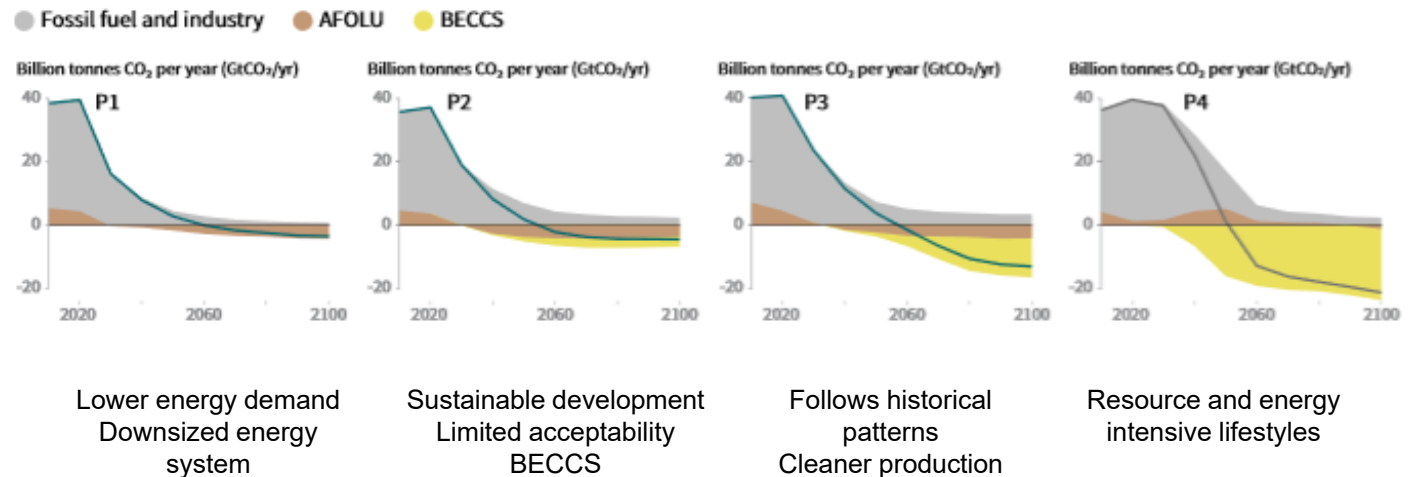 Fossil fuel and industry AFOLU BECCS
Billion tonnes CO₂ per year (GtCO₂/yr) Billion tonnes CO₂ per year (GtCO₂/yr) Billion tonnes CO₂ per year (GtCO₂/yr) Billion tonnes CO₂ per year (GtCO₂/yr)
40 P1 40 P2 40 P3 40 P4
20 20 20 20
0 0 0 0
-20 -20 -20 -20
2020 2060 2100 2020 2060 2100 2020 2060 2100 2020 2060 2100
Lower energy demand Sustainable development Follows historical Resource and energy
Downsized energy Limited acceptability patterns intensive lifestyles
system BECCS Cleaner production